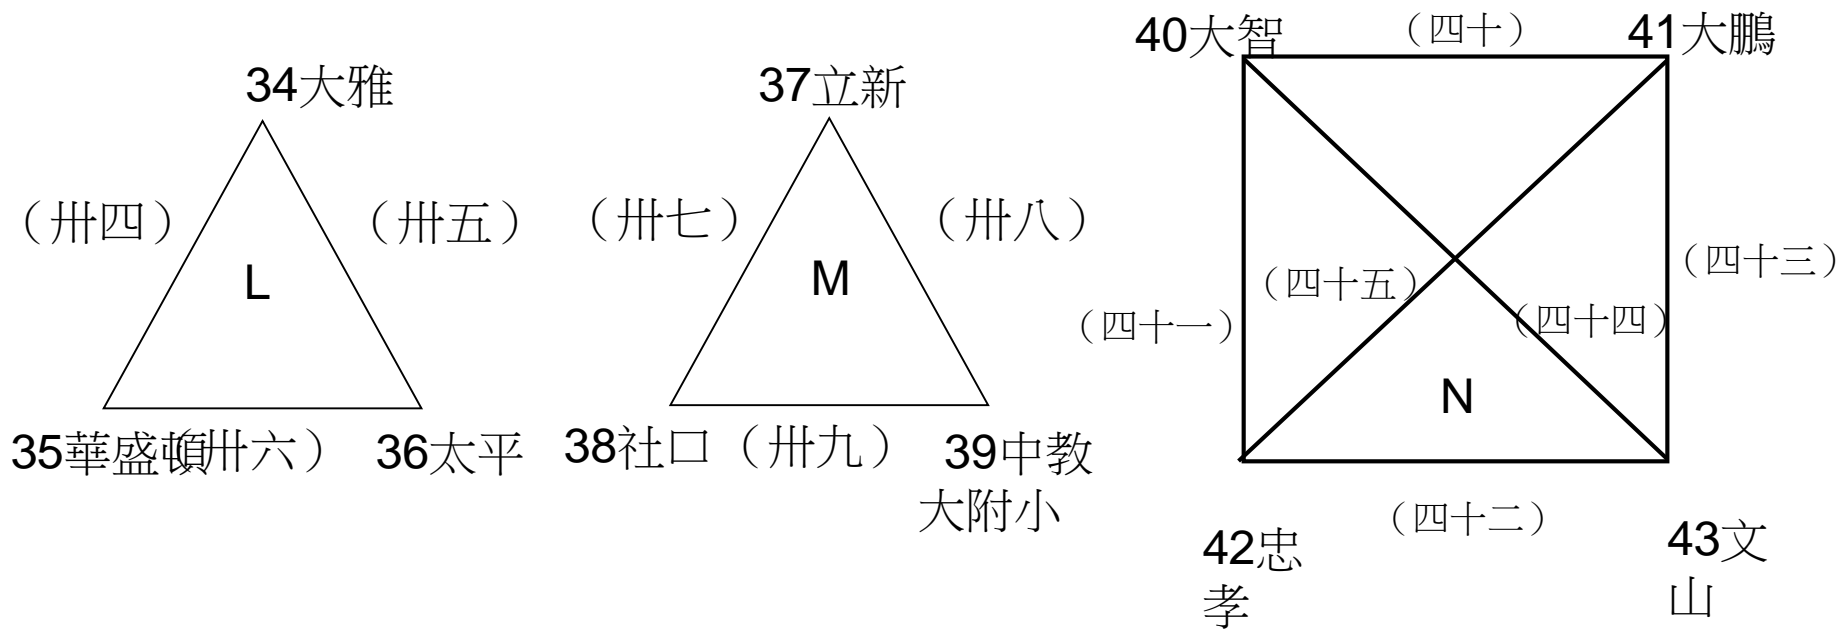 34大雅
（卅四）
（卅五）
L
35華盛頓
（卅六）
36太平
37立新
（卅七）
（卅八）
M
38社口
（卅九）
39中教
大附小
40大智
（四十）
41大鵬
（四十一）
（四十五）
（四十四）
（四十三）
N
（四十二）
42忠
孝
43文
山